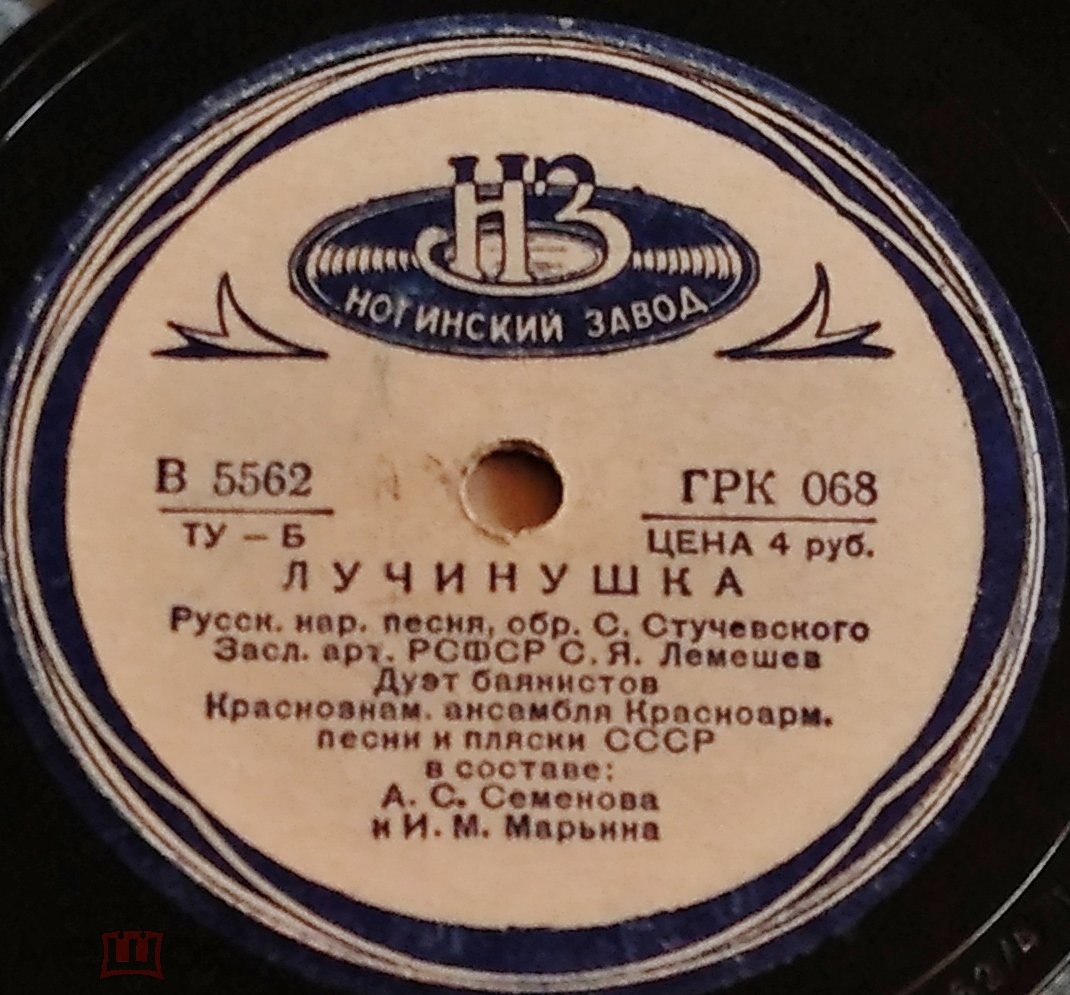 НЗ
НОГИНСКИЙ ЗАВОД
В 5562
ТУ – Б
ГРК 068
ЦЕНА 4 руб.
ЛУЧИНУШКА
Русск. нар. песня, обр. С. Стучевского
Засл. арт. РСФСР С. Я. Лемешев
Дуэт баянистов
Краснознам. ансамбля Красноарм.
песни и пляски СССР
в составе:
А. С. Семенова
и И. М. Марьина